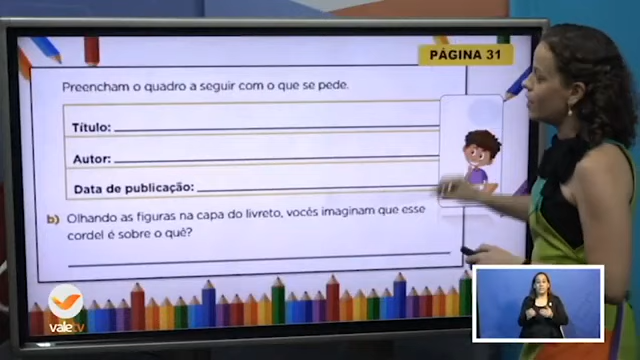 PÁGINA 31
Preencham o quadro a seguir com o que se pede.
Título:
Autor:
Data de publicação:
b) Olhando as figuras na capa do livreto, vocês imaginam que esse
cordel é sobre o quê?
vale.tv